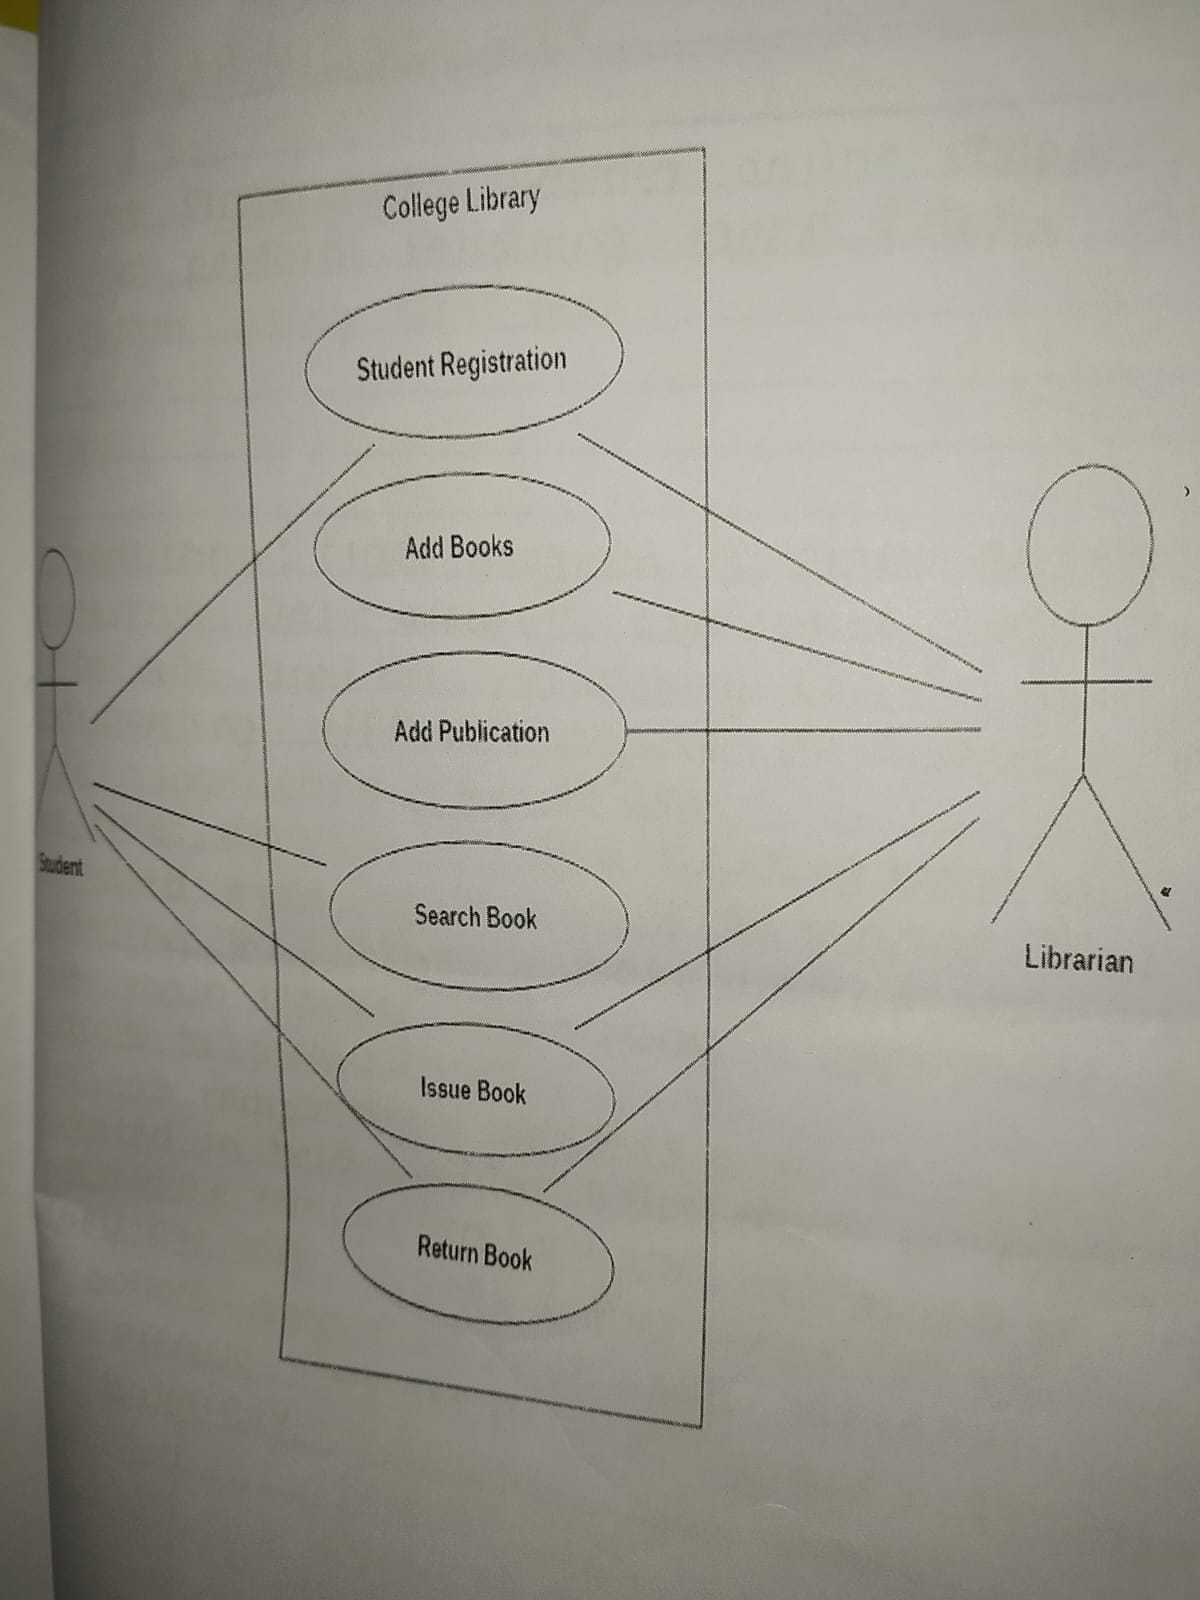 College Library
Student Registration
Add Books
Add Publication
Search Book
Issue Book
Return Book
Student
Librarian